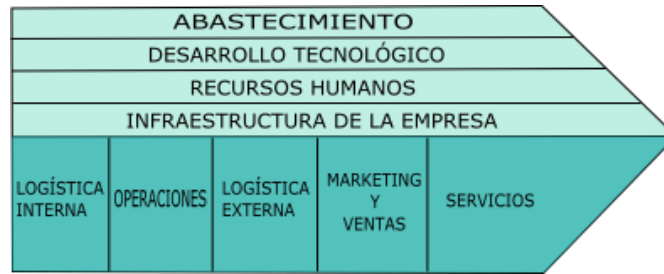 ABASTECIMIENTO
DESARROLLO TECNOLÓGICO
RECURSOS HUMANOS
INFRAESTRUCTURA DE LA EMPRESA
LOGÍSTICA
INTERNA
OPERACIONES
LOGÍSTICA
EXTERNA
MARKETING
Y
VENTAS
SERVICIOS